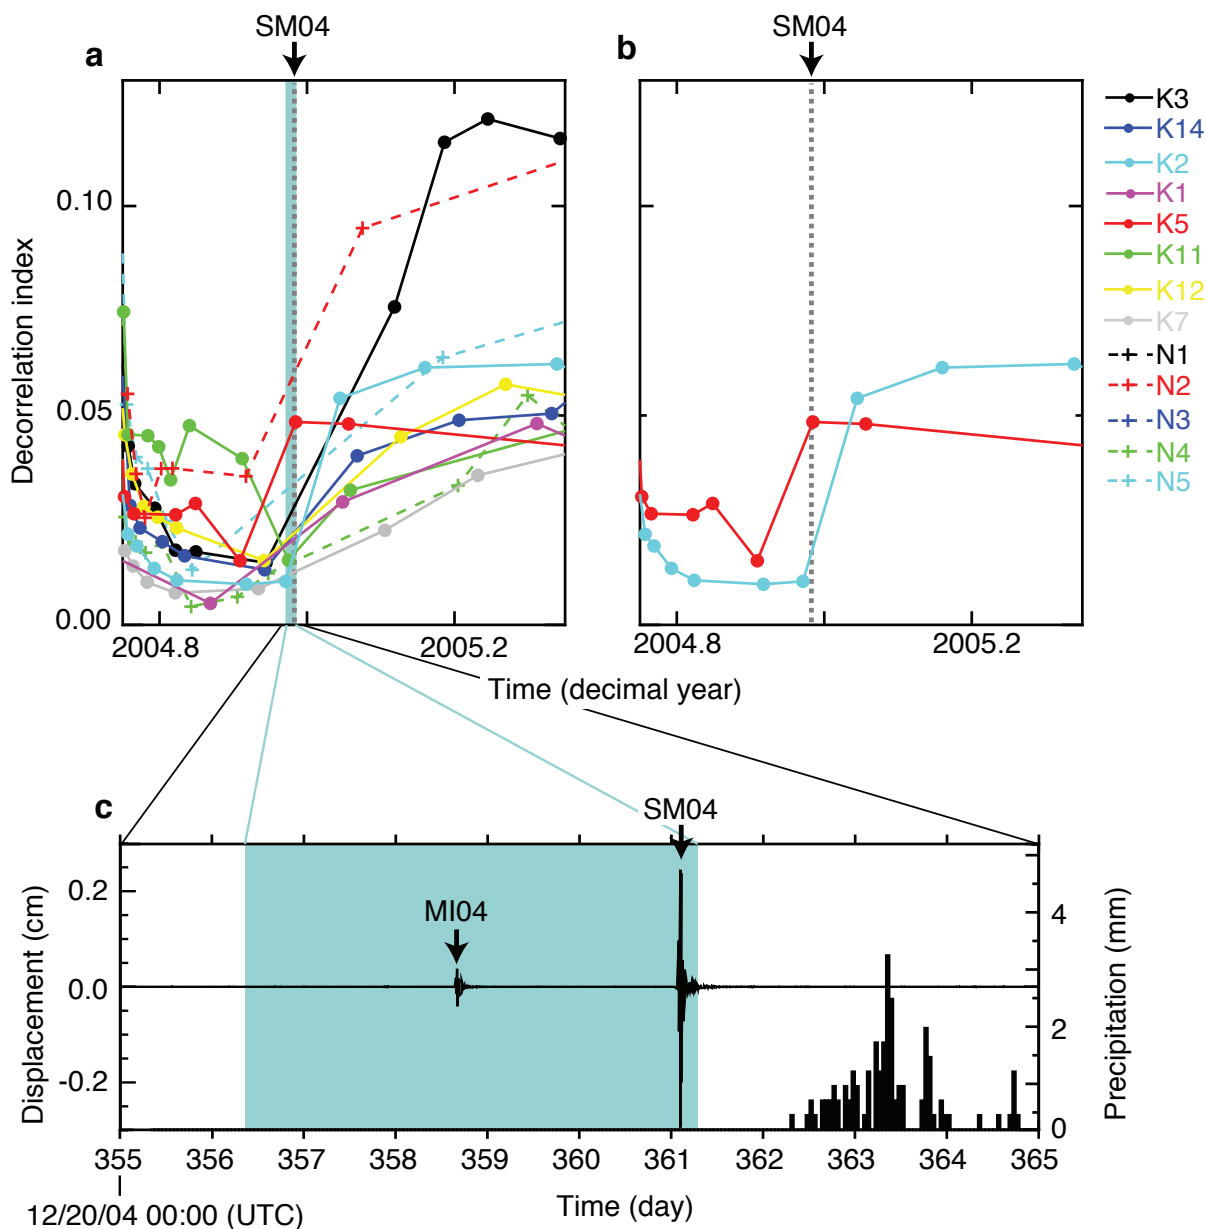 SM04
SM04
a
b
0.10
0.05
0.00
Decorrelation index
2004.8
2005.2
2004.8
2005.2
Time (decimal year)
K3
K14
K2
K1
K5
K11
K12
K7
N1
N2
N3
N4
N5
c
SM04
MI04
0.2
0.0
-0.2
Displacement (cm)
4
2
0
Precipitation (mm)
355 356 357 358 359 360 361 362 363 364 365
Time (day)
12/20/04 00:00 (UTC)